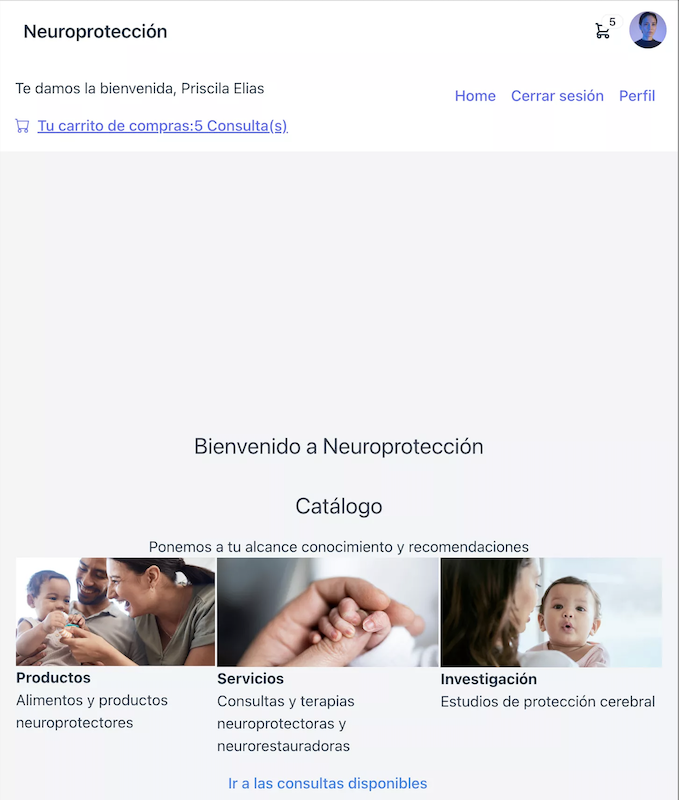 Neuroprotección
5
Te damos la bienvenida, Priscila Elias
Home Cerrar sesión Perfil
Tu carrito de compras:5 Consulta(s)
Bienvenido a Neuroprotección
Catálogo
Ponemos a tu alcance conocimiento y recomendaciones
Productos
Alimentos y productos
neuroprotectores
Servicios
Consultas y terapias
neuroprotectoras y
neurorestauradoras
Investigación
Estudios de protección cerebral
Ir a las consultas disponibles